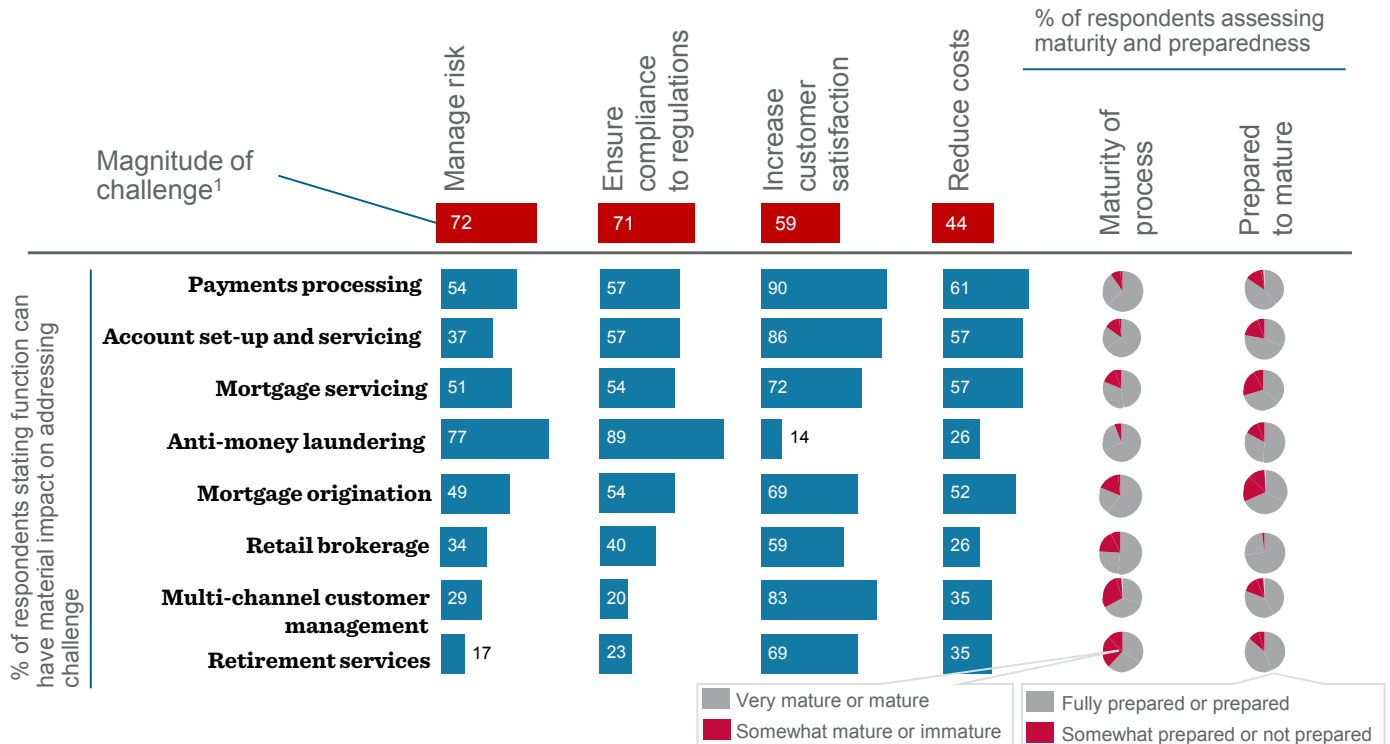 % of respondents assessing
maturity and preparedness
Manage risk
Ensure
compliance
to regulations
Increase
customer
satisfaction
Reduce costs
Maturity of
process
Prepared
to mature
Magnitude of
challenge1
72
71
59
44
% of respondents stating function can
have material impact on addressing
challenge
Payments processing
54
57
90
61
Account set-up and servicing
37
57
86
57
Mortgage servicing
51
54
72
57
Anti-money laundering
77
89
14
26
Mortgage origination
49
54
69
52
Retail brokerage
34
40
59
26
Multi-channel customer
management
29
20
83
35
Retirement services
17
23
69
35
Very mature or mature
Somewhat mature or immature
Fully prepared or prepared
Somewhat prepared or not prepared